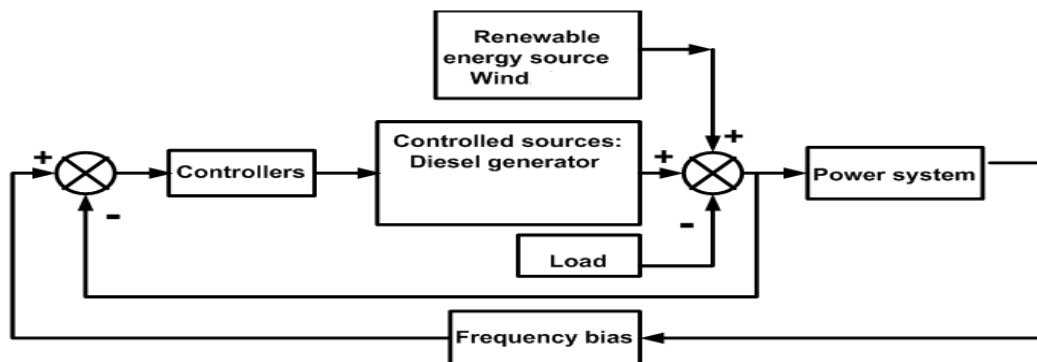 Renewable
energy source
Wind
+
Controlled sources:
Diesel generator
+
+
Controllers
Power system
-
-
Load
Frequency bias